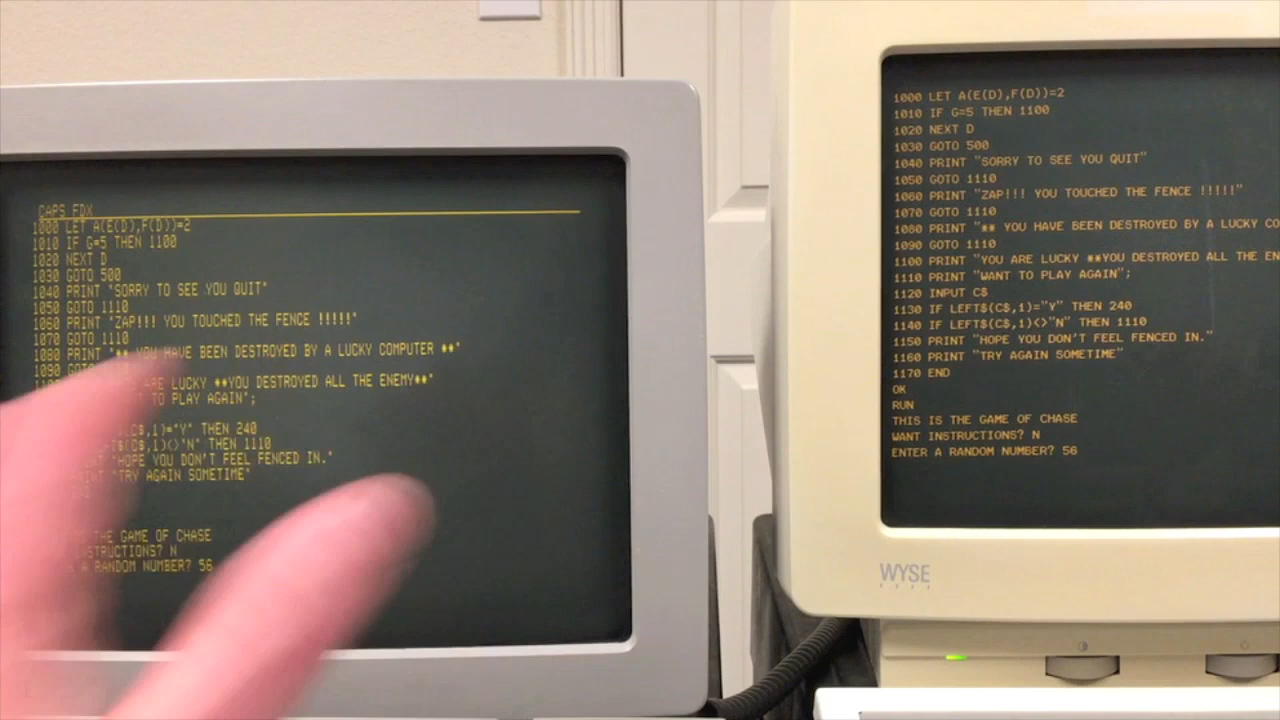 CAPS FDX
1000 LET A(E(D),F(D))=2
1010 IF G=5 THEN 1100
1020 NEXT D
1030 GOTO 500
1040 PRINT "SORRY TO SEE YOU QUIT"
1050 GOTO 1110
1060 PRINT "ZAP!!! YOU TOUCHED THE FENCE !!!!!"
1070 GOTO 1110
1080 PRINT "** YOU HAVE BEEN DESTROYED BY A LUCKY COMPUTER **"
1090 GOTO
ARE LUCKY **YOU DESTROYED ALL THE ENEMY**"
TO PLAY AGAIN";
(C$,1)="Y" THEN 240
FT$(C$,1)<>"N" THEN 1110
"HOPE YOU DON'T FEEL FENCED IN."
"TRY AGAIN SOMETIME"
THE GAME OF CHASE
INSTRUCTIONS? N
A RANDOM NUMBER? 56
1000 LET A(E(D),F(D))=2
1010 IF G=5 THEN 1100
1020 NEXT D
1030 GOTO 500
1040 PRINT "SORRY TO SEE YOU QUIT"
1050 GOTO 1110
1060 PRINT "ZAP!!! YOU TOUCHED THE FENCE !!!!!"
1070 GOTO 1110
1080 PRINT "** YOU HAVE BEEN DESTROYED BY A LUCKY CO
1090 GOTO 1110
1100 PRINT "YOU ARE LUCKY **YOU DESTROYED ALL THE EN
1110 PRINT "WANT TO PLAY AGAIN";
1120 INPUT C$
1130 IF LEFT$(C$,1)="Y" THEN 240
1140 IF LEFT$(C$,1)<>"N" THEN 1110
1150 PRINT "HOPE YOU DON'T FEEL FENCED IN."
1160 PRINT "TRY AGAIN SOMETIME"
1170 END
OK
RUN
THIS IS THE GAME OF CHASE
WANT INSTRUCTIONS? N
ENTER A RANDOM NUMBER? 56
WYSE